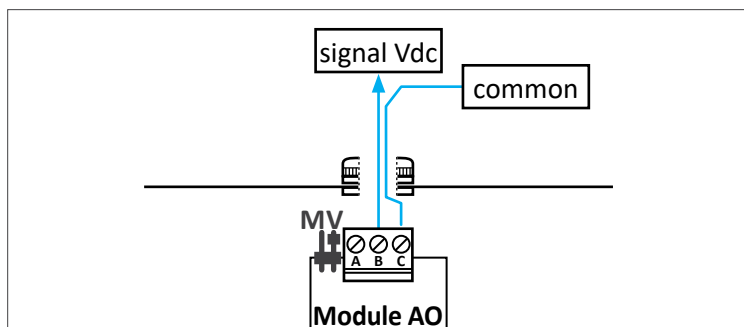 signal Vdc
common
MV
A B C
Module AO